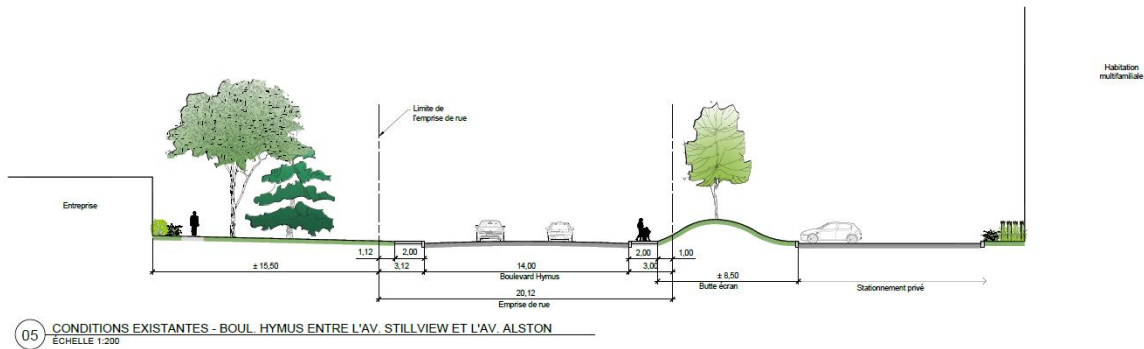 Habitation
multifamiliale
Limite de
l'emprise de rue
Entreprise
1,12 2,00 2,00 1,00
± 15,50 3,12 14,00 3,00 ± 8,50
Boulevard Hymus Butte écran Stationnement privé
20,12
Emprise de rue
05 CONDITIONS EXISTANTES - BOUL. HYMUS ENTRE L'AV. STILLVIEW ET L'AV. ALSTON
ÉCHELLE 1:200